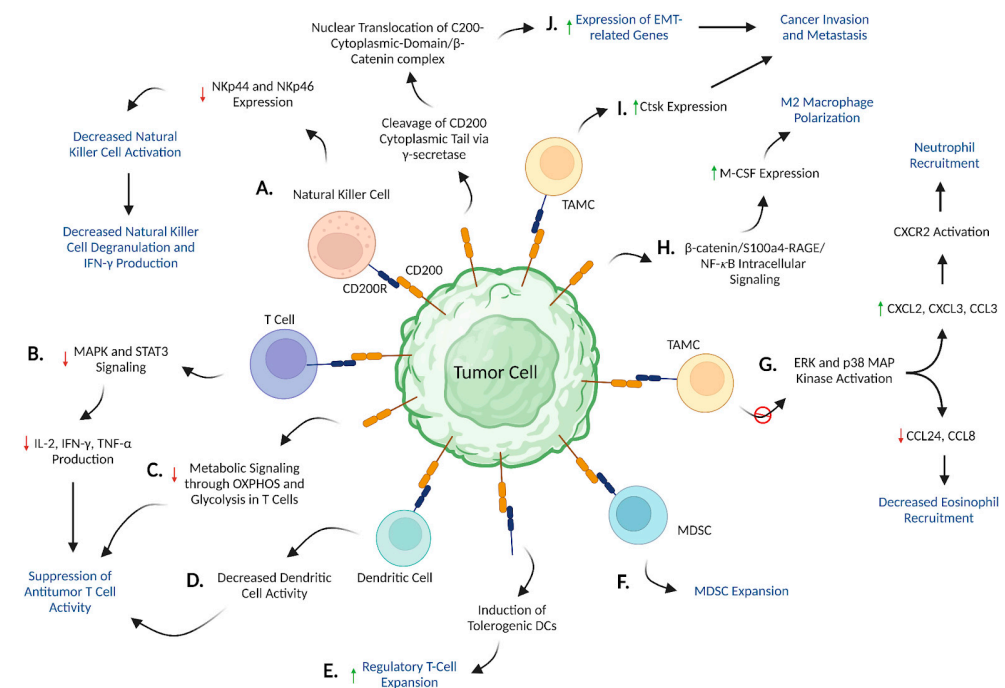 Nuclear Translocation of C200-
Cytoplasmic-Domain/β-
Catenin complex
J. ↑ Expression of EMT-
related Genes
Cancer Invasion
and Metastasis
↓ NKp44 and NKp46
Expression
Decreased Natural
Killer Cell Activation
Decreased Natural Killer
Cell Degranulation and
IFN-γ Production
A.
Natural Killer Cell
CD200
CD200R
Cleavage of CD200
Cytoplasmic Tail via
γ-secretase
I. ↑Ctsk Expression
TAMC
M2 Macrophage
Polarization
↑M-CSF Expression
H. β-catenin/S100a4-RAGE/
NF-κB Intracellular
Signaling
Neutrophil
Recruitment
CXCR2 Activation
↑ CXCL2, CXCL3, CCL3
TAMC
G. ERK and p38 MAP
Kinase Activation
↓CCL24, CCL8
Decreased Eosinophil
Recruitment
T Cell
B. ↓ MAPK and STAT3
Signaling
↓ IL-2, IFN-γ, TNF-α
Production
Tumor Cell
C. ↓ Metabolic Signaling
through OXPHOS and
Glycolysis in T Cells
Suppression of
Antitumor T Cell
Activity
D. Decreased Dendritic
Cell Activity
Dendritic Cell
Induction of
Tolerogenic DCs
E. ↑ Regulatory T-Cell
Expansion
MDSC
F. MDSC Expansion